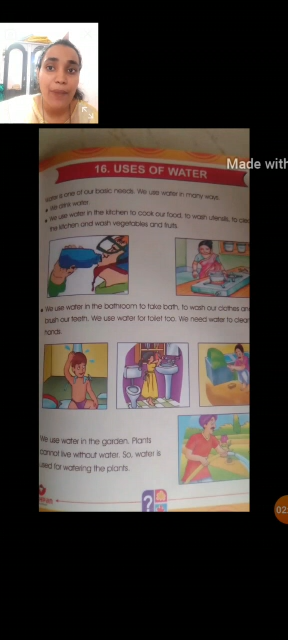 Made with
16. USES OF WATER
Water is one of our basic needs. We use water in many ways.
• We drink water.
• We use water in the kitchen to cook our food, to wash utensils, to
the kitchen and wash vegetables and fruits.
• We use water in the bathroom to take bath, to wash our clothes
brush our teeth. We use water for toilet too. We need water to clean
hands.
We use water in the garden. Plants
cannot live without water. So, water is
used for watering the plants.
?
02: